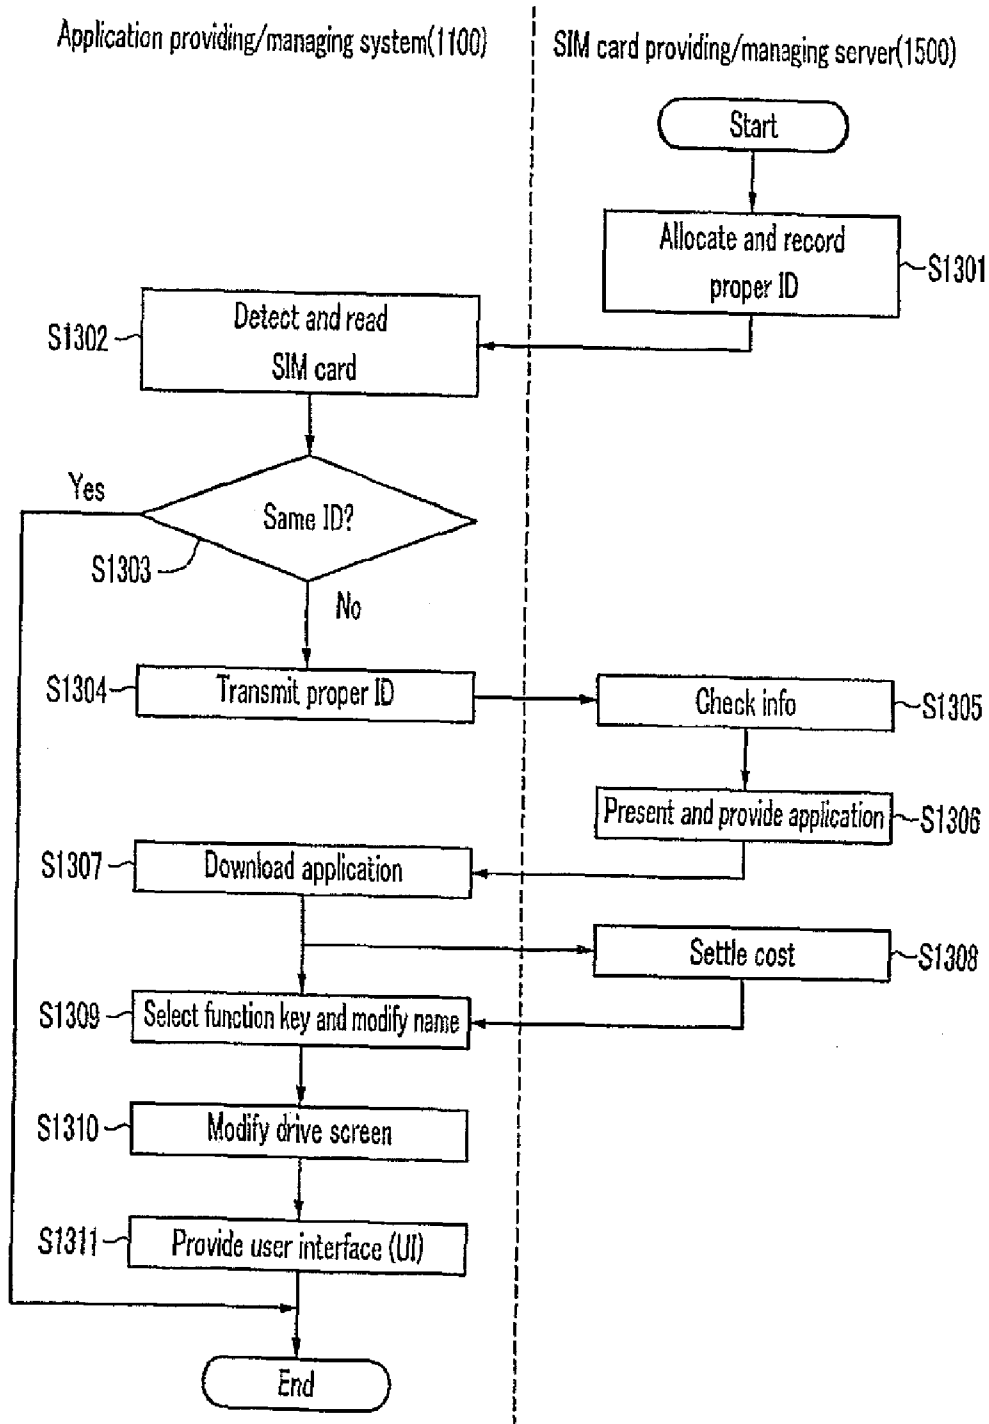 Application providing/managing system(1100)
SIM card providing/managing server(1500)
Start
Allocate and record
proper ID
S1301
Detect and read
SIM card
S1302
Same ID?
Yes
S1303
No
Transmit proper ID
S1304
Check info
S1305
Present and provide application
S1306
Download application
S1307
Settle cost
S1308
Select function key and modify name
S1309
Modify drive screen
S1310
Provide user interface (UI)
S1311
End